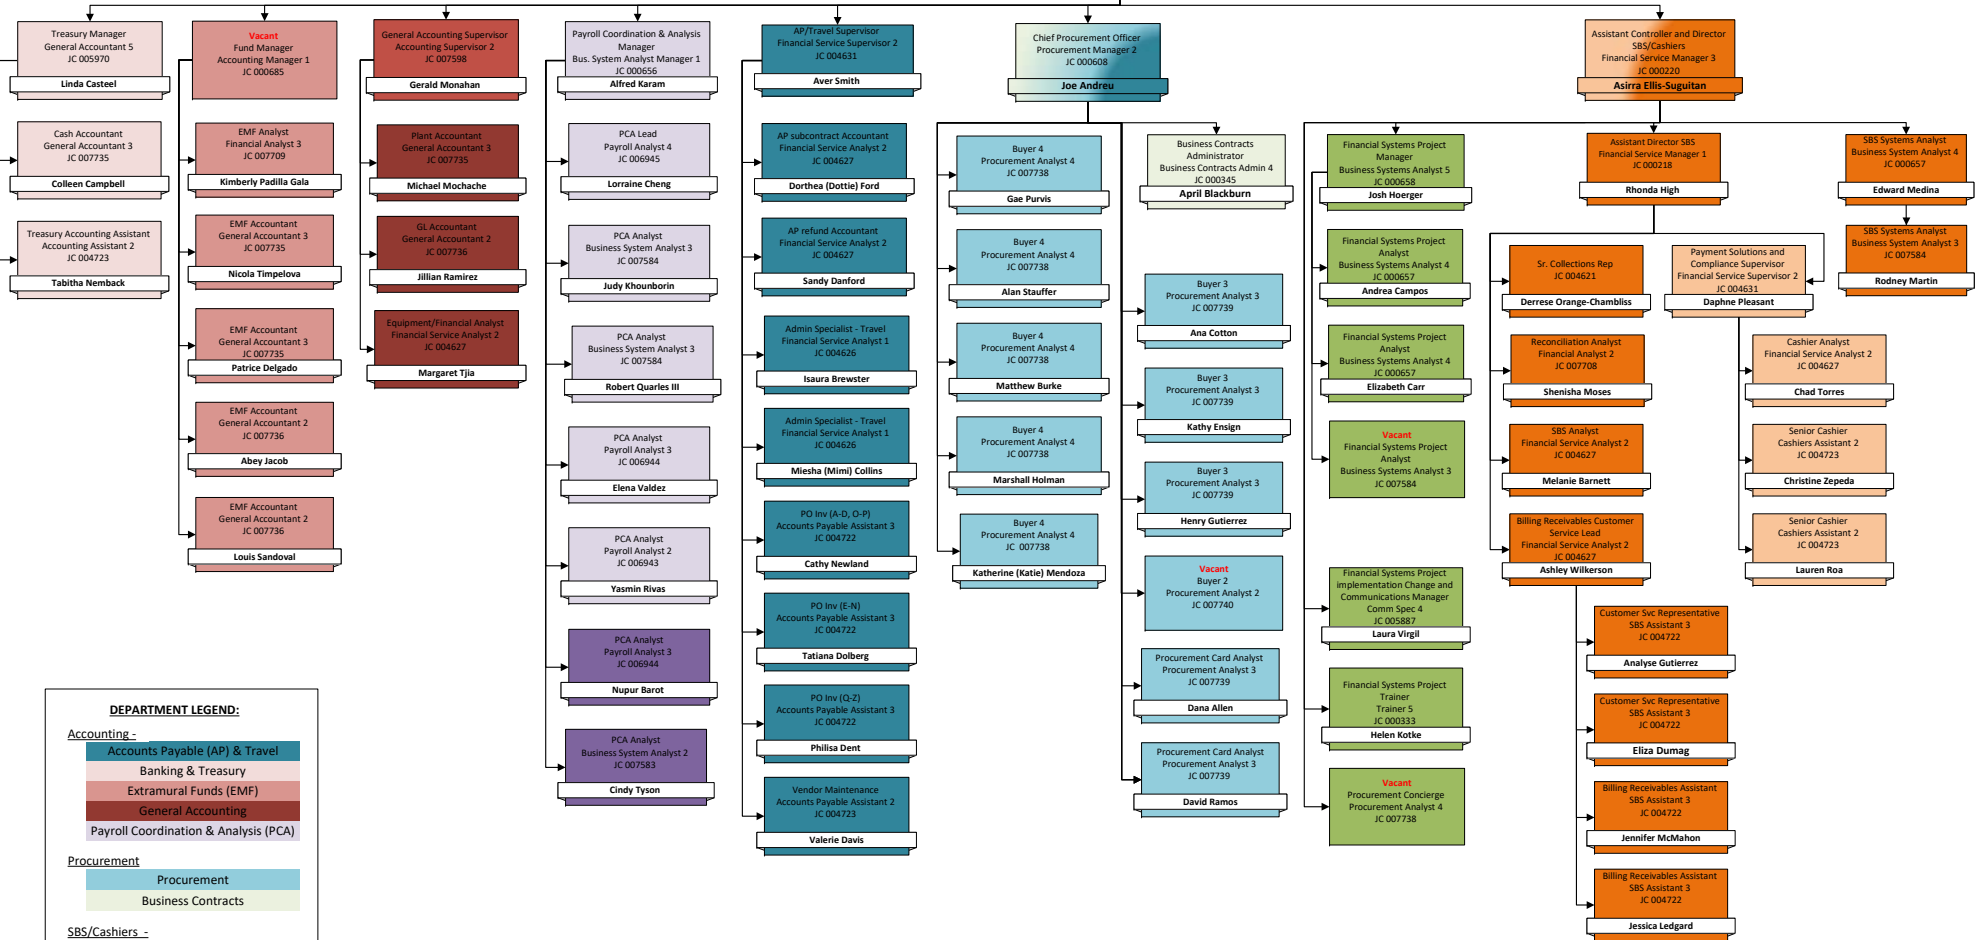 Treasury Manager
General Accountant 5
JC 005970
Linda Casteel
Cash Accountant
General Accountant 3
JC 007735
Colleen Campbell
Treasury Accounting Assistant
Accounting Assistant 2
JC 004723
Tabitha Nemback
Vacant
Fund Manager
Accounting Manager 1
JC 000685
EMF Analyst
Financial Analyst 3
JC 007709
Kimberly Padilla Gala
EMF Accountant
General Accountant 3
JC 007735
Nicola Timpelova
EMF Accountant
General Accountant 3
JC 007735
Patrice Delgado
EMF Accountant
General Accountant 2
JC 007736
Abey Jacob
EMF Accountant
General Accountant 2
JC 007736
Louis Sandoval
General Accounting Supervisor
Accounting Supervisor 2
JC 007598
Gerald Monahan
Plant Accountant
General Accountant 3
JC 007735
Michael Mochache
GL Accountant
General Accountant 2
JC 007736
Jillian Ramirez
Equipment/Financial Analyst
Financial Service Analyst 2
JC 004627
Margaret Tjia
Payroll Coordination & Analysis
Manager
Bus. System Analyst Manager 1
JC 000656
Alfred Karam
PCA Lead
Payroll Analyst 4
JC 006945
Lorraine Cheng
PCA Analyst
Business System Analyst 3
JC 007584
Judy Khounborin
PCA Analyst
Business System Analyst 3
JC 007584
Robert Quarles III
PCA Analyst
Payroll Analyst 3
JC 006944
Elena Valdez
PCA Analyst
Payroll Analyst 2
JC 006943
Yasmin Rivas
PCA Analyst
Payroll Analyst 3
JC 006944
Nupur Barot
PCA Analyst
Business System Analyst 2
JC 007583
Cindy Tyson
AP/Travel Supervisor
Financial Service Supervisor 2
JC 004631
Aver Smith
AP subcontract Accountant
Financial Service Analyst 2
JC 004627
Dorthea (Dottie) Ford
AP refund Accountant
Financial Service Analyst 2
JC 004627
Sandy Danford
Admin Specialist - Travel
Financial Service Analyst 1
JC 004626
Isaura Brewster
Admin Specialist - Travel
Financial Service Analyst 1
JC 004626
Miesha (Mimi) Collins
PO Inv (A-D, O-P)
Accounts Payable Assistant 3
JC 004722
Cathy Newland
PO Inv (E-N)
Accounts Payable Assistant 3
JC 004722
Tatiana Dolberg
PO Inv (Q-Z)
Accounts Payable Assistant 3
JC 004722
Philisa Dent
Vendor Maintenance
Accounts Payable Assistant 2
JC 004723
Valerie Davis
Chief Procurement Officer
Procurement Manager 2
JC 000608
Joe Andreu
Buyer 4
Procurement Analyst 4
JC 007738
Gae Purvis
Buyer 4
Procurement Analyst 4
JC 007738
Alan Stauffer
Buyer 4
Procurement Analyst 4
JC 007738
Matthew Burke
Buyer 4
Procurement Analyst 4
JC 007738
Marshall Holman
Buyer 4
Procurement Analyst 4
JC 007738
Katherine (Katie) Mendoza
Business Contracts
Administrator
Business Contracts Admin 4
JC 000345
April Blackburn
Buyer 3
Procurement Analyst 3
JC 007739
Ana Cotton
Buyer 3
Procurement Analyst 3
JC 007739
Kathy Ensign
Buyer 3
Procurement Analyst 3
JC 007739
Henry Gutierrez
Vacant
Buyer 2
Procurement Analyst 2
JC 007740
Procurement Card Analyst
Procurement Analyst 3
JC 007739
Dana Allen
Procurement Card Analyst
Procurement Analyst 3
JC 007739
David Ramos
Assistant Controller and Director
SBS/Cashiers
Financial Service Manager 3
JC 000220
Asirra Ellis-Suguitan
Financial Systems Project
Manager
Business Systems Analyst 5
JC 000658
Josh Hoerger
Financial Systems Project
Analyst
Business Systems Analyst 4
JC 000657
Andrea Campos
Financial Systems Project
Analyst
Business Systems Analyst 4
JC 000657
Elizabeth Carr
Vacant
Financial Systems Project
Analyst
Business Systems Analyst 3
JC 007584
Financial Systems Project
implementation Change and
Communications Manager
Comm Spec 4
JC 005887
Laura Virgil
Financial Systems Project
Trainer
Trainer 5
JC 000333
Helen Kotke
Vacant
Procurement Concierge
Procurement Analyst 4
JC 007738
Assistant Director SBS
Financial Service Manager 1
JC 000218
Rhonda High
Sr. Collections Rep
JC 004621
Derrese Orange-Chambliss
Reconciliation Analyst
Financial Analyst 2
JC 007708
Shenisha Moses
SBS Analyst
Financial Service Analyst 2
JC 004627
Melanie Barnett
Billing Receivables Customer
Service Lead
Financial Service Analyst 2
JC 004627
Ashley Wilkerson
Customer Svc Representative
SBS Assistant 3
JC 004722
Analyse Gutierrez
Customer Svc Representative
SBS Assistant 3
JC 004722
Eliza Dumag
Billing Receivables Assistant
SBS Assistant 3
JC 004722
Jennifer McMahon
Billing Receivables Assistant
SBS Assistant 3
JC 004722
Jessica Ledgard
Payment Solutions and
Compliance Supervisor
Financial Service Supervisor 2
JC 004631
Daphne Pleasant
Cashier Analyst
Financial Service Analyst 2
JC 004627
Chad Torres
Senior Cashier
Cashiers Assistant 2
JC 004723
Christine Zepeda
Senior Cashier
Cashiers Assistant 2
JC 004723
Lauren Roa
SBS Systems Analyst
Business System Analyst 4
JC 000657
Edward Medina
SBS Systems Analyst
Business System Analyst 3
JC 007584
Rodney Martin
DEPARTMENT LEGEND:
Accounting -
Accounts Payable (AP) & Travel
Banking & Treasury
Extramural Funds (EMF)
General Accounting
Payroll Coordination & Analysis (PCA)
Procurement
Procurement
Business Contracts
SBS/Cashiers -